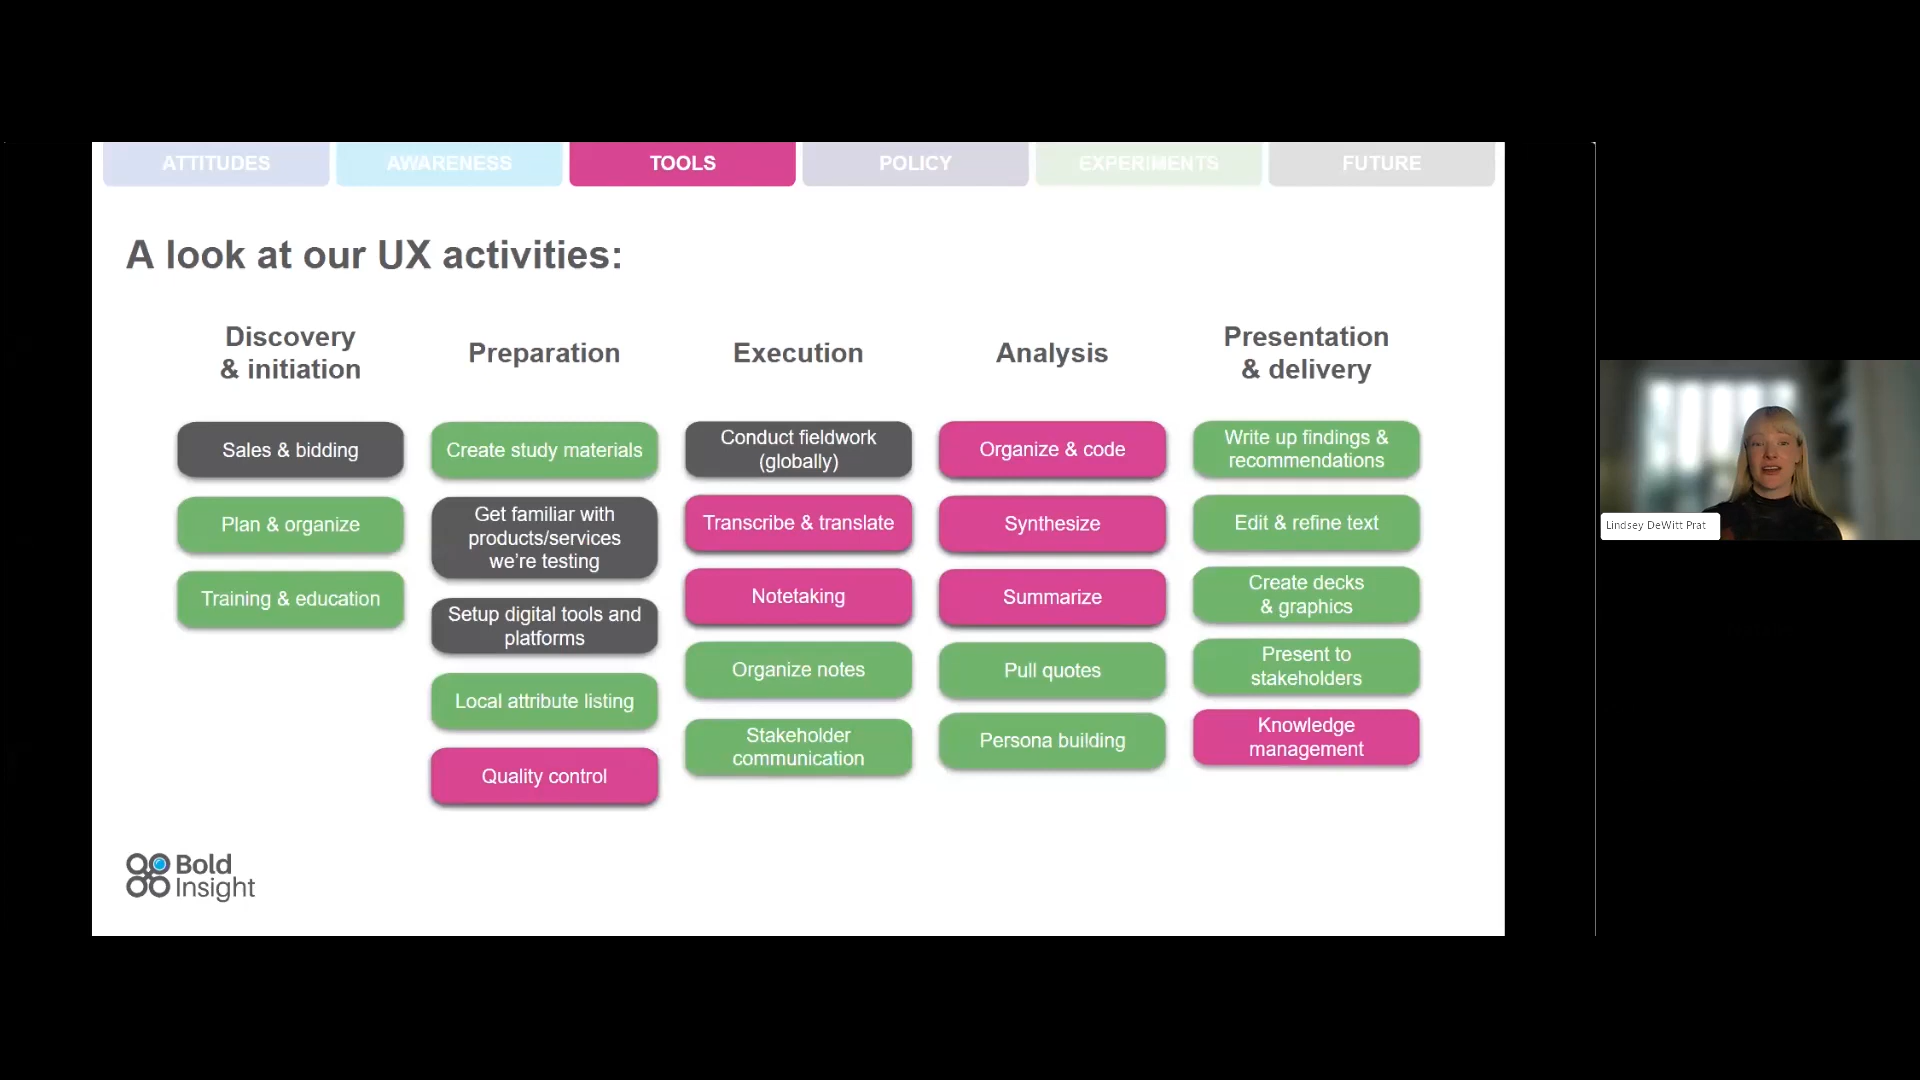 ATTITUDES
AWARENESS
TOOLS
POLICY
EXPERIMENTS
FUTURE
A look at our UX activities:
Discovery
& initiation
Sales & bidding
Plan & organize
Training & education
Preparation
Create study materials
Get familiar with
products/services
we're testing
Setup digital tools and
platforms
Local attribute listing
Quality control
Execution
Conduct fieldwork
(globally)
Transcribe & translate
Notetaking
Organize notes
Stakeholder
communication
Analysis
Organize & code
Synthesize
Summarize
Pull quotes
Persona building
Presentation
& delivery
Write up findings &
recommendations
Edit & refine text
Create decks
& graphics
Present to
stakeholders
Knowledge
management
Bold
Insight
Lindsey DeWitt Prat